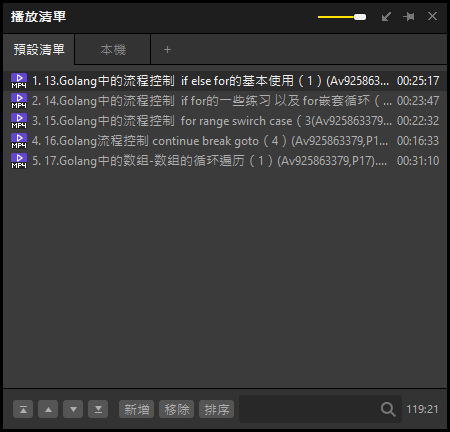 播放清單
預設清單 本機 +
MP4 1. 13.Golang中的流程控制 if else for的基本使用（1）(Av925863... 00:25:17
MP4 2. 14.Golang中的流程控制 if for的一些练习 以及 for嵌套循环（... 00:23:47
MP4 3. 15.Golang中的流程控制 for range swirch case（3(Av925863379... 00:22:32
MP4 4. 16.Golang流程控制 continue break goto（4）(Av925863379,P1... 00:16:33
MP4 5. 17.Golang中的数组-数组的循环遍历（1）(Av925863379,P17).... 00:31:10
新增 移除 排序 119:21